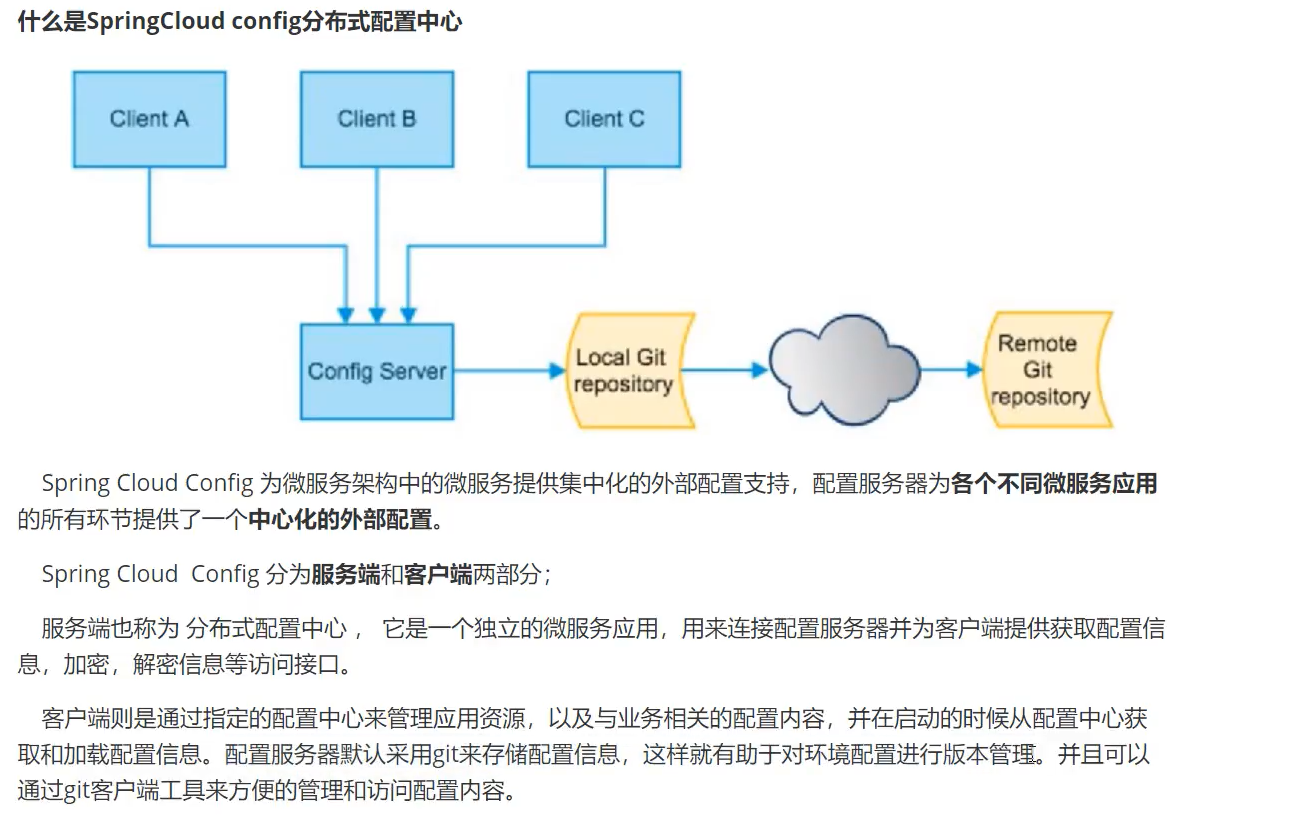 什么是SpringCloud config分布式配置中心
Client A
Client B
Client C
Config Server
Local Git
repository
Remote
Git
repository
Spring Cloud Config 为微服务架构中的微服务提供集中化的外部配置支持，配置服务器为各个不同微服务应用
的所有环节提供了一个中心化的外部配置。
Spring Cloud  Config 分为服务端和客户端两部分；
服务端也称为 分布式配置中心 ， 它是一个独立的微服务应用，用来连接配置服务器并为客户端提供获取配置信
息，加密，解密信息等访问接口。
客户端则是通过指定的配置中心来管理应用资源，以及与业务相关的配置内容，并在启动的时候从配置中心获
取和加载配置信息。配置服务器默认采用git来存储配置信息，这样就有助于对环境配置进行版本管理。并且可以
通过git客户端工具来方便的管理和访问配置内容。